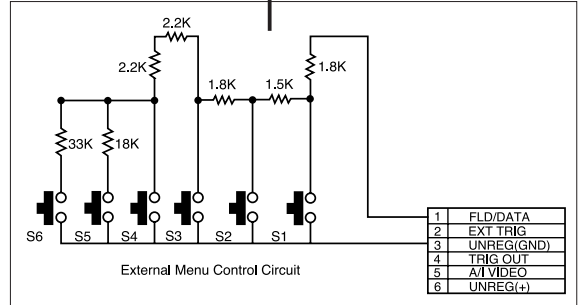 2.2K
2.2K
1.8K
1.8K
1.5K
33K
18K
S6
S5
S4
S3
S2
S1
1 FLD/DATA
2 EXT TRIG
3 UNREG(GND)
4 TRIG OUT
5 A/I VIDEO
6 UNREG(+)
External Menu Control Circuit